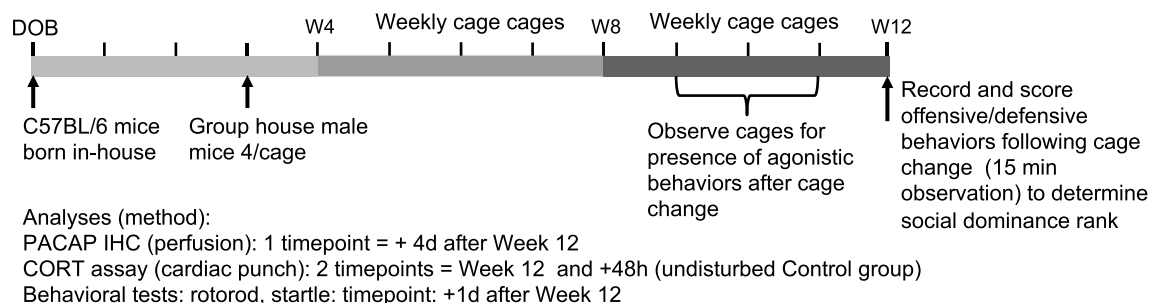 DOB
W4
Weekly cage cages
W8
Weekly cage cages
W12
C57BL/6 mice
born in-house
Group house male
mice 4/cage
Observe cages for
presence of agonistic
behaviors after cage
change
Record and score
offensive/defensive
behaviors following cage
change (15 min
observation) to determine
social dominance rank
Analyses (method):
PACAP IHC (perfusion): 1 timepoint = + 4d after Week 12
CORT assay (cardiac punch): 2 timepoints = Week 12 and +48h (undisturbed Control group)
Behavioral tests: rotorod, startle: timepoint: +1d after Week 12